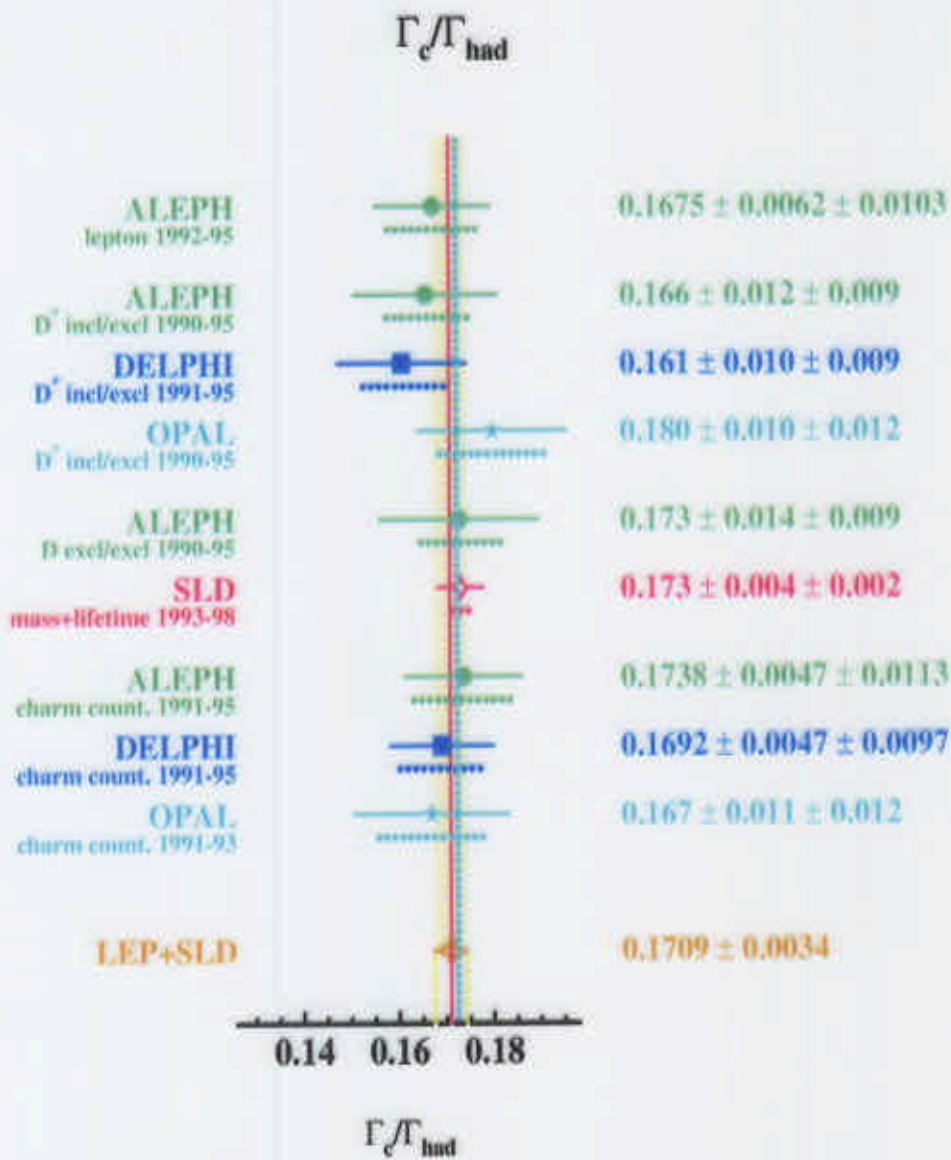 Γc/Γhad
ALEPH 0.1675 ± 0.0062 ± 0.0103
lepton 1992-95
ALEPH 0.166 ± 0.012 ± 0.009
D* incl/excl 1990-95
DELPHI 0.161 ± 0.010 ± 0.009
D* incl/excl 1991-95
OPAL 0.180 ± 0.010 ± 0.012
D* incl/excl 1990-95
ALEPH 0.173 ± 0.014 ± 0.009
D excl/excl 1990-95
SLD 0.173 ± 0.004 ± 0.002
mass+lifetime 1993-98
ALEPH 0.1738 ± 0.0047 ± 0.0113
charm count. 1991-95
DELPHI 0.1692 ± 0.0047 ± 0.0097
charm count. 1991-95
OPAL 0.167 ± 0.011 ± 0.012
charm count. 1991-93
LEP+SLD 0.1709 ± 0.0034
0.14 0.16 0.18
Γc/Γhad